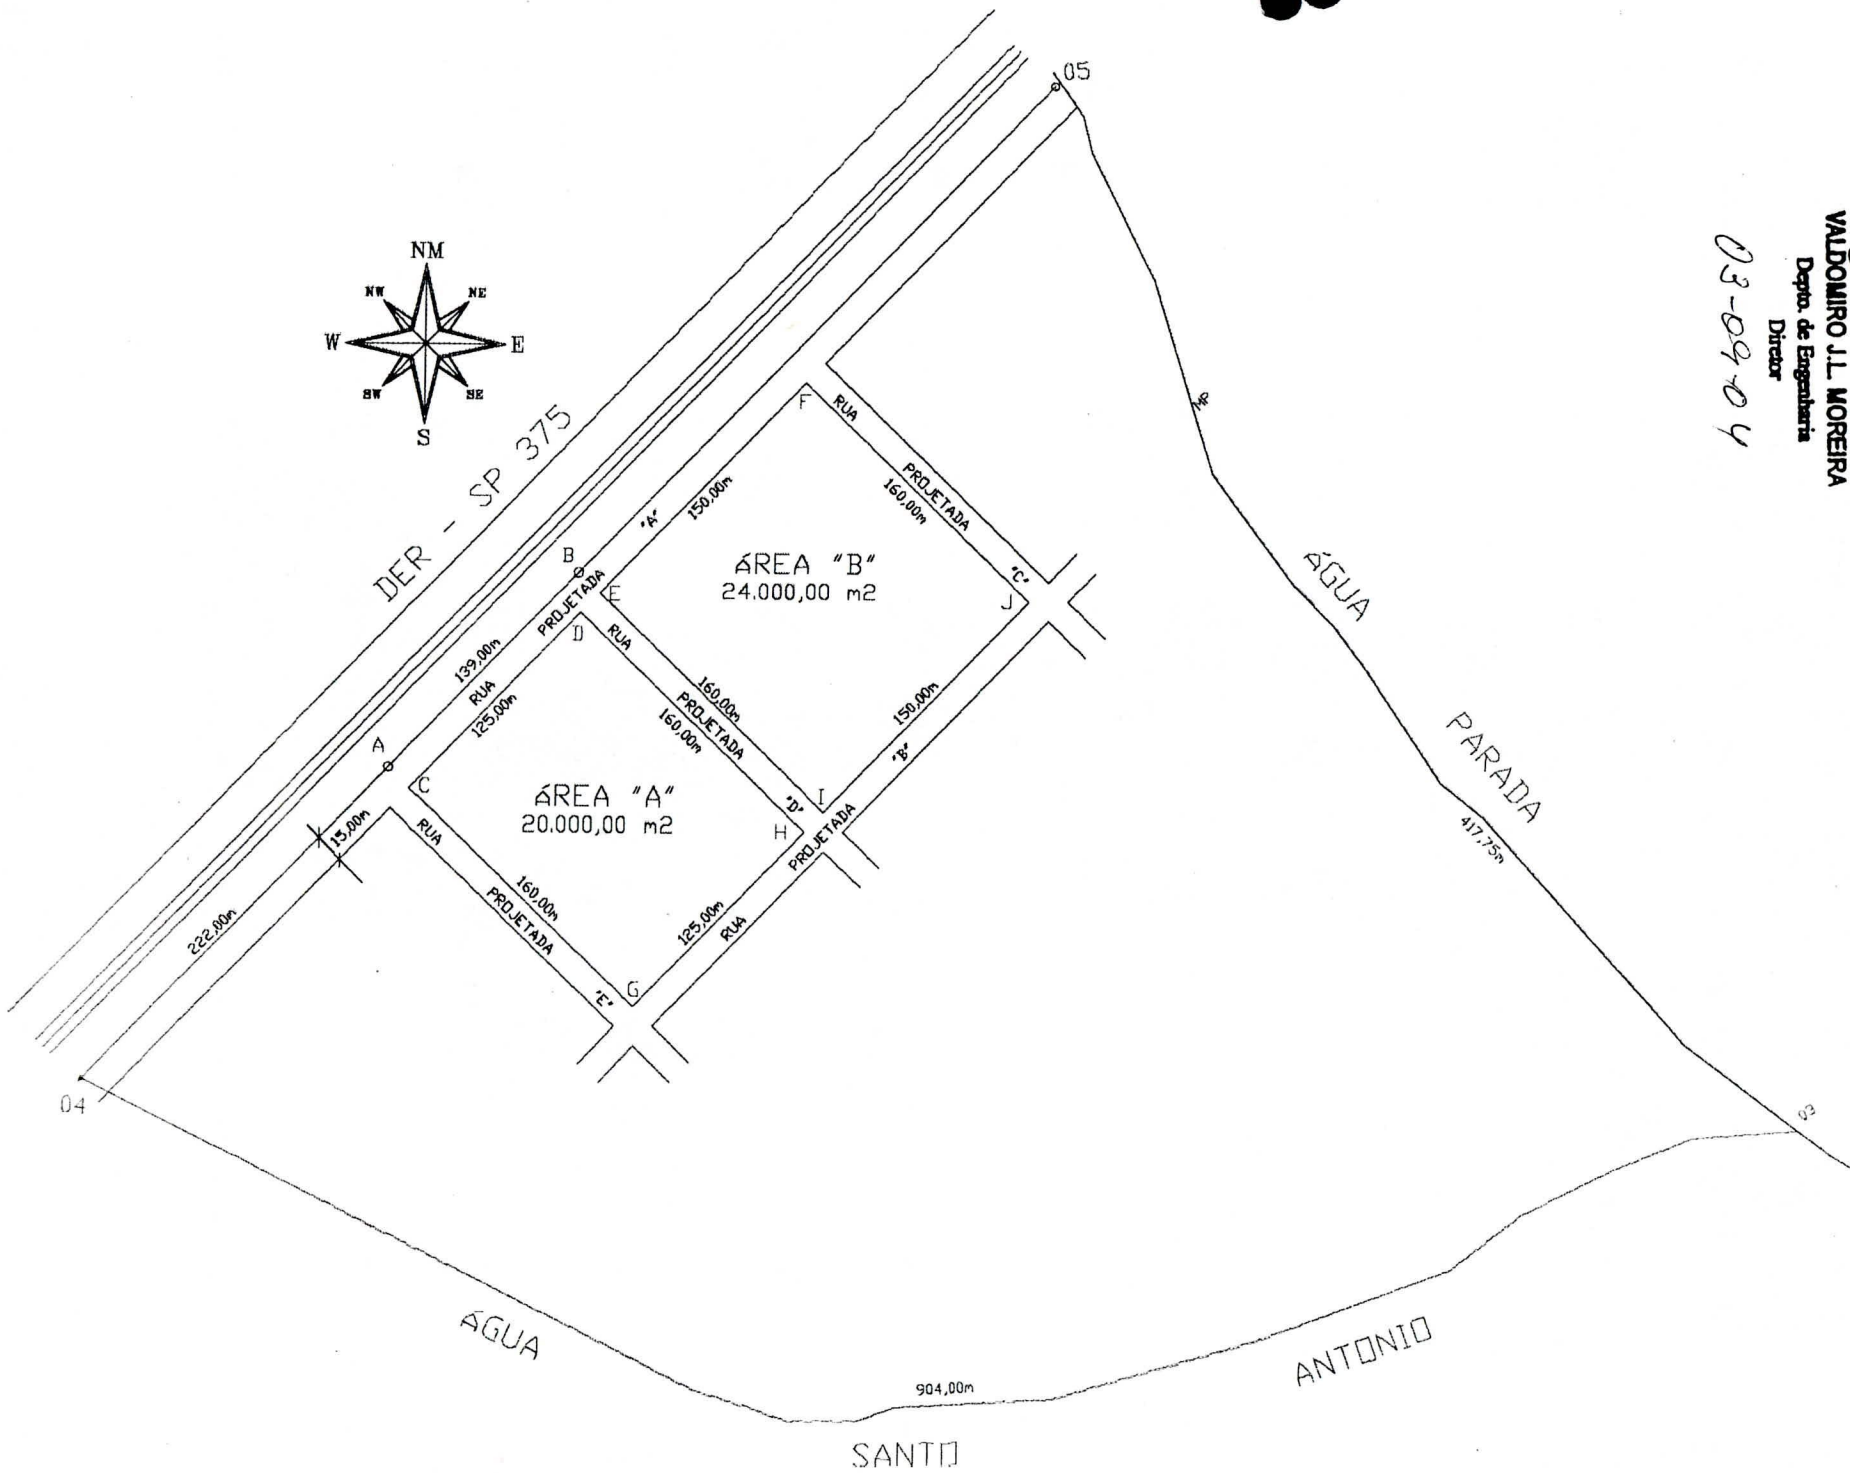 05
VALDOMIRO J.L. MOREIRA
Depto. de Engenharia
Diretor
03-09-04
NM
NW
NE
W
E
SW
SE
S
DER - SP 375
F
RUA
PROJETADA
"C"
160,00m
MP
150,00m
"A"
ÁREA "B"
24.000,00 m2
B
E
J
PROJETADA
D
RUA
ÁGUA
139,00m
RUA
125,00m
160,00m
PROJETADA
160,00m
"D"
150,00m
"B"
PARADA
A
C
ÁREA "A"
20.000,00 m2
I
H
PROJETADA
417,75m
15,00m
RUA
160,00m
PROJETADA
"E"
125,00m
RUA
222,00m
G
04
03
ÁGUA
904,00m
ANTONIO
SANTO